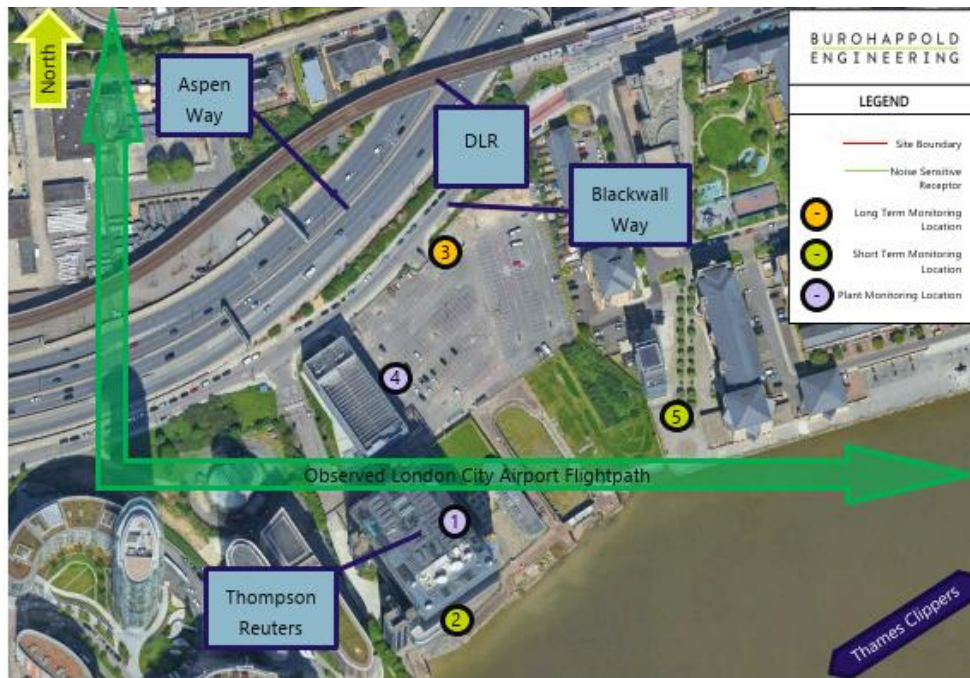 North
Aspen
Way
DLR
Blackwall
Way
3
4
5
Observed London City Airport Flightpath
1
Thompson
Reuters
2
Thames Clippers
BUROHAPPOLD
ENGINEERING
LEGEND
Site Boundary
Noise Sensitive
Receptor
-
Long Term Monitoring
Location
-
Short Term Monitoring
Location
-
Plant Monitoring Location